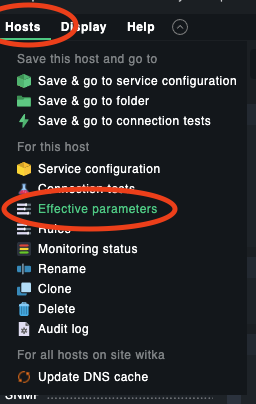 Hosts Display Help
Save this host and go to
Save & go to service configuration
Save & go to folder
Save & go to connection tests
For this host
Service configuration
Connection tests
Effective parameters
Rules
Monitoring status
Rename
Clone
Delete
Audit log
For all hosts on site witka
Update DNS cache
SNMP